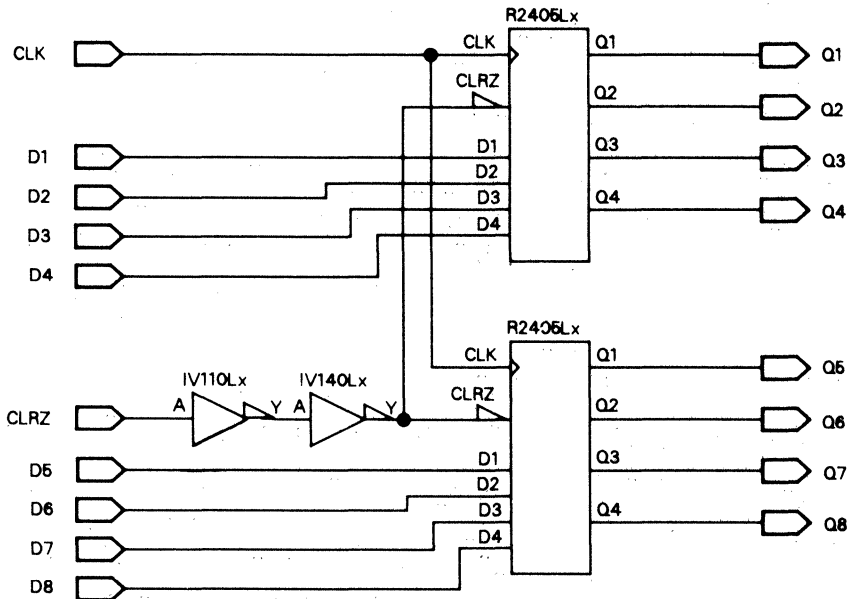 R2405Lx
CLK CLK Q1 Q1
CLRZ Q2 Q2
D1 D1 Q3 Q3
D2 D2
D3 D3 Q4 Q4
D4 D4
R2405Lx
CLK Q1 Q5
IV110Lx IV140Lx
CLRZ A Y A Y CLRZ Q2 Q6
D5 D1 Q3 Q7
D6 D2
D7 D3 Q4 Q8
D8 D4